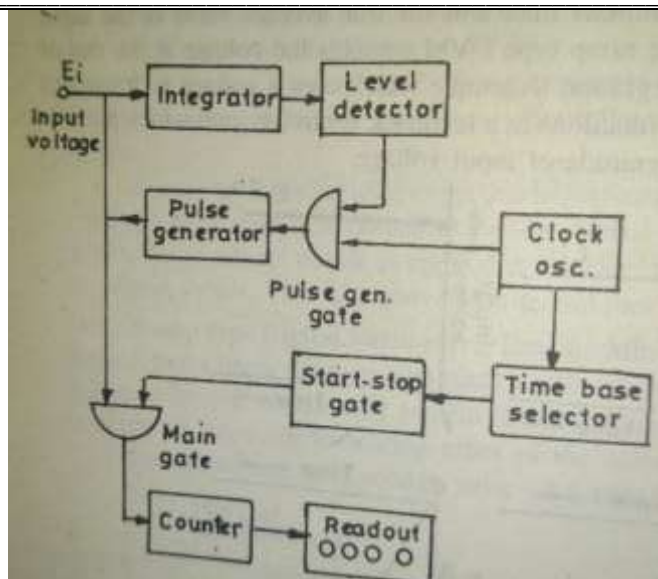 Ei
Input
voltage
Integrator
Level
detector
Pulse
generator
Pulse gen.
gate
Clock
osc.
Start-stop
gate
Time base
selector
Main
gate
Counter
Readout